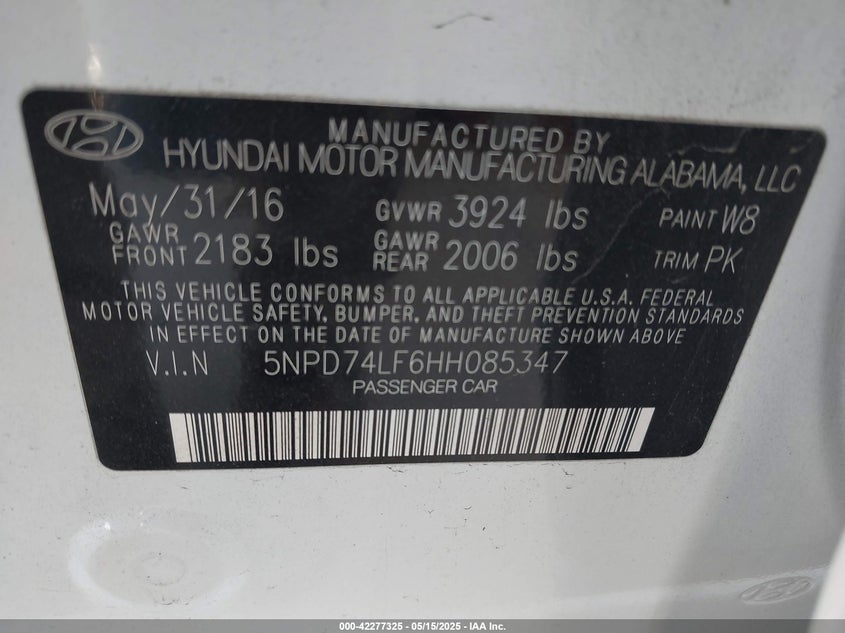 MANUFACTURED BY
HYUNDAI MOTOR MANUFACTURING ALABAMA, LLC
May/31/16 GVWR 3924 lbs PAINT W8
GAWR FRONT 2183 lbs GAWR REAR 2006 lbs TRIM PK
THIS VEHICLE CONFORMS TO ALL APPLICABLE U.S.A. FEDERAL
MOTOR VEHICLE SAFETY, BUMPER, AND THEFT PREVENTION STANDARDS
IN EFFECT ON THE DATE OF MANUFACTURE SHOWN ABOVE
V.I.N 5NPD74LF6HH085347
PASSENGER CAR
000-42277325 - 05/15/2025 - IAA Inc.